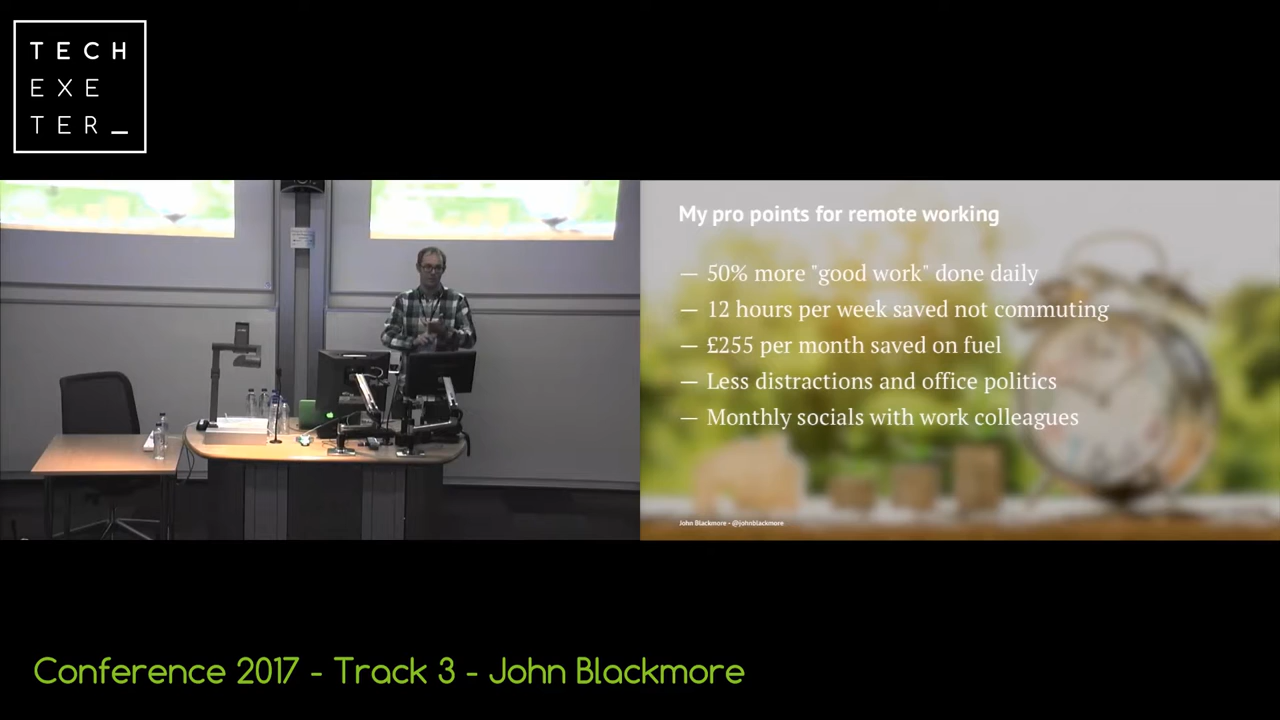 TECH
EXE
TER_
My pro points for remote working
— 50% more "good work" done daily
— 12 hours per week saved not commuting
— £255 per month saved on fuel
— Less distractions and office politics
— Monthly socials with work colleagues
John Blackmore - @johnblackmore
Conference 2017 - Track 3 - John Blackmore